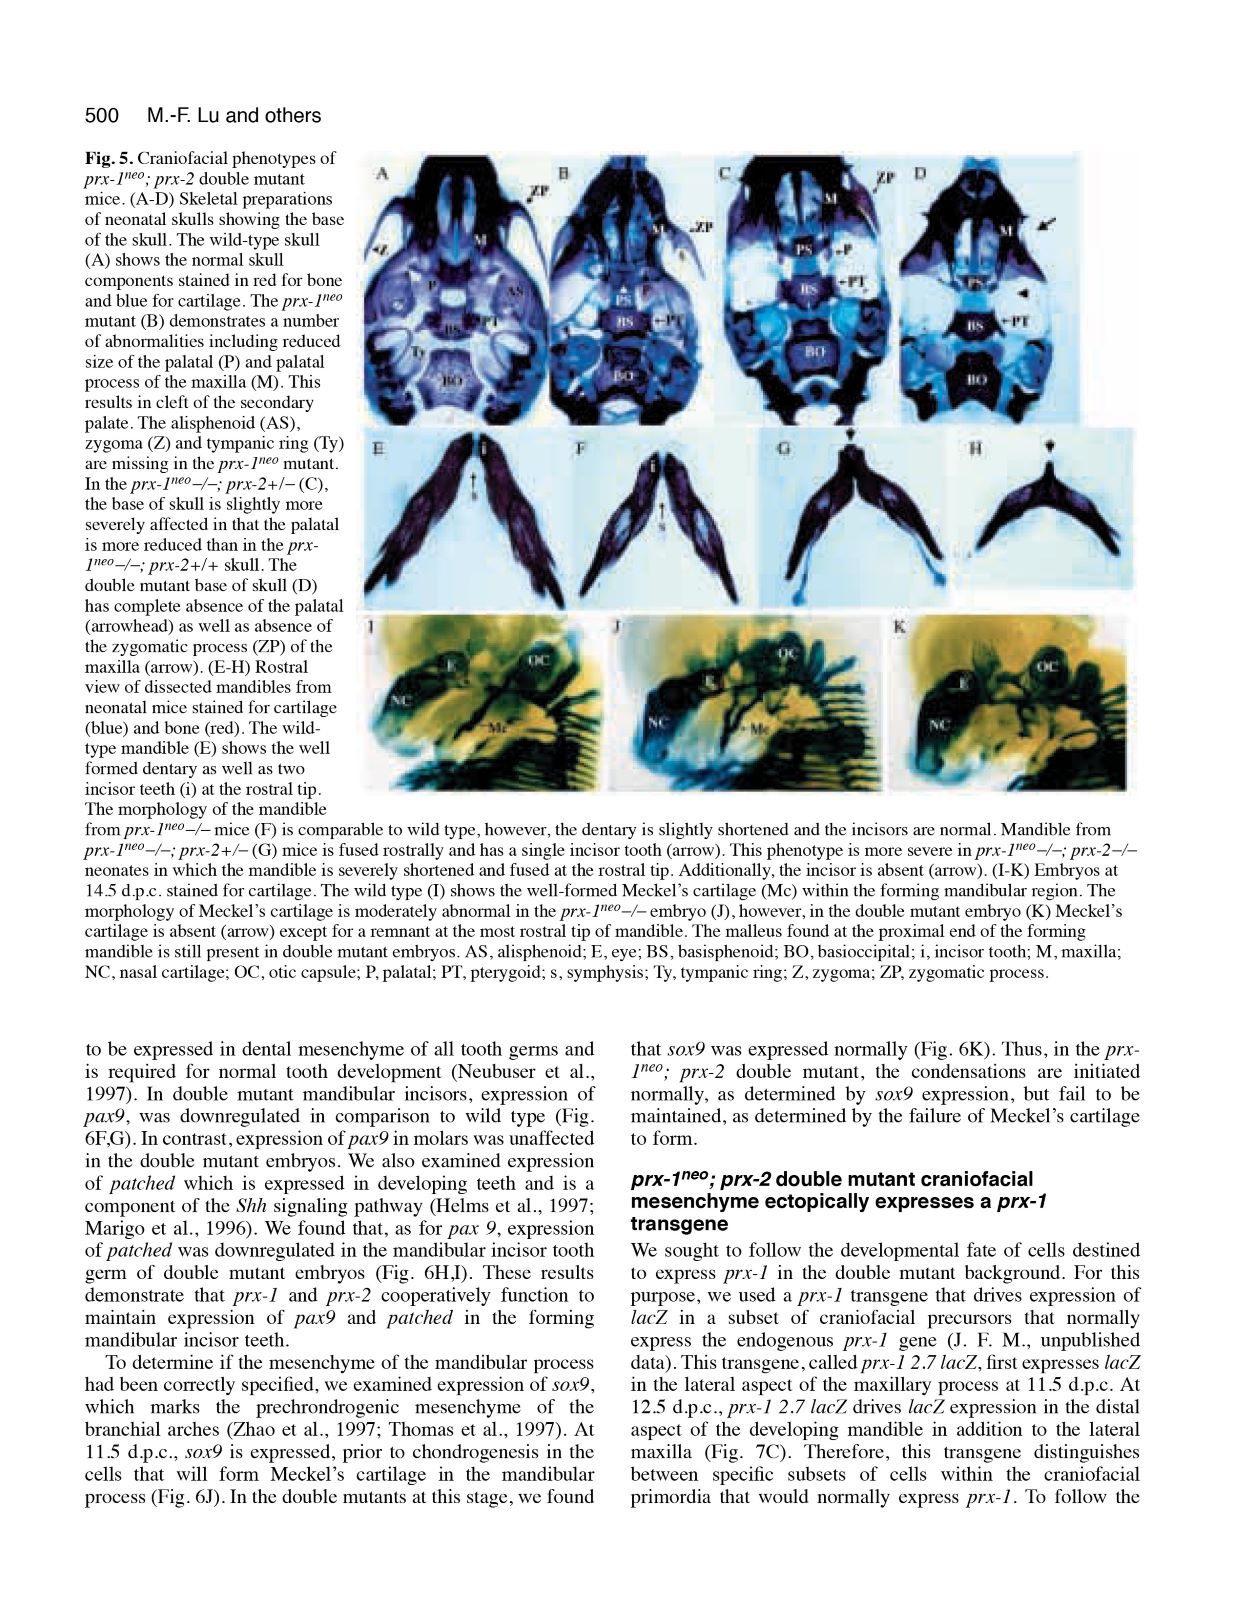 500 M.-F. Lu and others
Fig. 5. Craniofacial phenotypes of
prx-1neo; prx-2 double mutant
mice. (A-D) Skeletal preparations
of neonatal skulls showing the base
of the skull. The wild-type skull
(A) shows the normal skull
components stained in red for bone
and blue for cartilage. The prx-1neo
mutant (B) demonstrates a number
of abnormalities including reduced
size of the palatal (P) and palatal
process of the maxilla (M). This
results in cleft of the secondary
palate. The alisphenoid (AS),
zygoma (Z) and tympanic ring (Ty)
are missing in the prx-1neo mutant.
In the prx-1neo–/–; prx-2+/– (C),
the base of skull is slightly more
severely affected in that the palatal
is more reduced than in the prx-
1neo–/–; prx-2+/+ skull. The
double mutant base of skull (D)
has complete absence of the palatal
(arrowhead) as well as absence of
the zygomatic process (ZP) of the
maxilla (arrow). (E-H) Rostral
view of dissected mandibles from
neonatal mice stained for cartilage
(blue) and bone (red). The wild-
type mandible (E) shows the well
formed dentary as well as two
incisor teeth (i) at the rostral tip.
The morphology of the mandible
from prx-1neo–/– mice (F) is comparable to wild type, however, the dentary is slightly shortened and the incisors are normal. Mandible from
prx-1neo–/–; prx-2+/– (G) mice is fused rostrally and has a single incisor tooth (arrow). This phenotype is more severe in prx-1neo–/–; prx-2–/–
neonates in which the mandible is severely shortened and fused at the rostral tip. Additionally, the incisor is absent (arrow). (I-K) Embryos at
14.5 d.p.c. stained for cartilage. The wild type (I) shows the well-formed Meckel's cartilage (Mc) within the forming mandibular region. The
morphology of Meckel's cartilage is moderately abnormal in the prx-1neo–/– embryo (J), however, in the double mutant embryo (K) Meckel's
cartilage is absent (arrow) except for a remnant at the most rostral tip of mandible. The malleus found at the proximal end of the forming
mandible is still present in double mutant embryos. AS, alisphenoid; E, eye; BS, basisphenoid; BO, basioccipital; i, incisor tooth; M, maxilla;
NC, nasal cartilage; OC, otic capsule; P, palatal; PT, pterygoid; s, symphysis; Ty, tympanic ring; Z, zygoma; ZP, zygomatic process.
A B C D
ZP ZP ZP
M M M M
Z
P AS P P
PS PS PS
BS PT BS PT BS PT BS PT
Ty
BO BO BO BO
E F G H
i i
s s
I J K
E OC E OC E OC
NC NC NC
Mc Mc
to be expressed in dental mesenchyme of all tooth germs and
is required for normal tooth development (Neubuser et al.,
1997). In double mutant mandibular incisors, expression of
pax9, was downregulated in comparison to wild type (Fig.
6F,G). In contrast, expression of pax9 in molars was unaffected
in the double mutant embryos. We also examined expression
of patched which is expressed in developing teeth and is a
component of the Shh signaling pathway (Helms et al., 1997;
Marigo et al., 1996). We found that, as for pax 9, expression
of patched was downregulated in the mandibular incisor tooth
germ of double mutant embryos (Fig. 6H,I). These results
demonstrate that prx-1 and prx-2 cooperatively function to
maintain expression of pax9 and patched in the forming
mandibular incisor teeth.
To determine if the mesenchyme of the mandibular process
had been correctly specified, we examined expression of sox9,
which marks the prechrondrogenic mesenchyme of the
branchial arches (Zhao et al., 1997; Thomas et al., 1997). At
11.5 d.p.c., sox9 is expressed, prior to chondrogenesis in the
cells that will form Meckel's cartilage in the mandibular
process (Fig. 6J). In the double mutants at this stage, we found
that sox9 was expressed normally (Fig. 6K). Thus, in the prx-
1neo; prx-2 double mutant, the condensations are initiated
normally, as determined by sox9 expression, but fail to be
maintained, as determined by the failure of Meckel's cartilage
to form.
prx-1neo; prx-2 double mutant craniofacial
mesenchyme ectopically expresses a prx-1
transgene
We sought to follow the developmental fate of cells destined
to express prx-1 in the double mutant background. For this
purpose, we used a prx-1 transgene that drives expression of
lacZ in a subset of craniofacial precursors that normally
express the endogenous prx-1 gene (J. F. M., unpublished
data). This transgene, called prx-1 2.7 lacZ, first expresses lacZ
in the lateral aspect of the maxillary process at 11.5 d.p.c. At
12.5 d.p.c., prx-1 2.7 lacZ drives lacZ expression in the distal
aspect of the developing mandible in addition to the lateral
maxilla (Fig. 7C). Therefore, this transgene distinguishes
between specific subsets of cells within the craniofacial
primordia that would normally express prx-1. To follow the